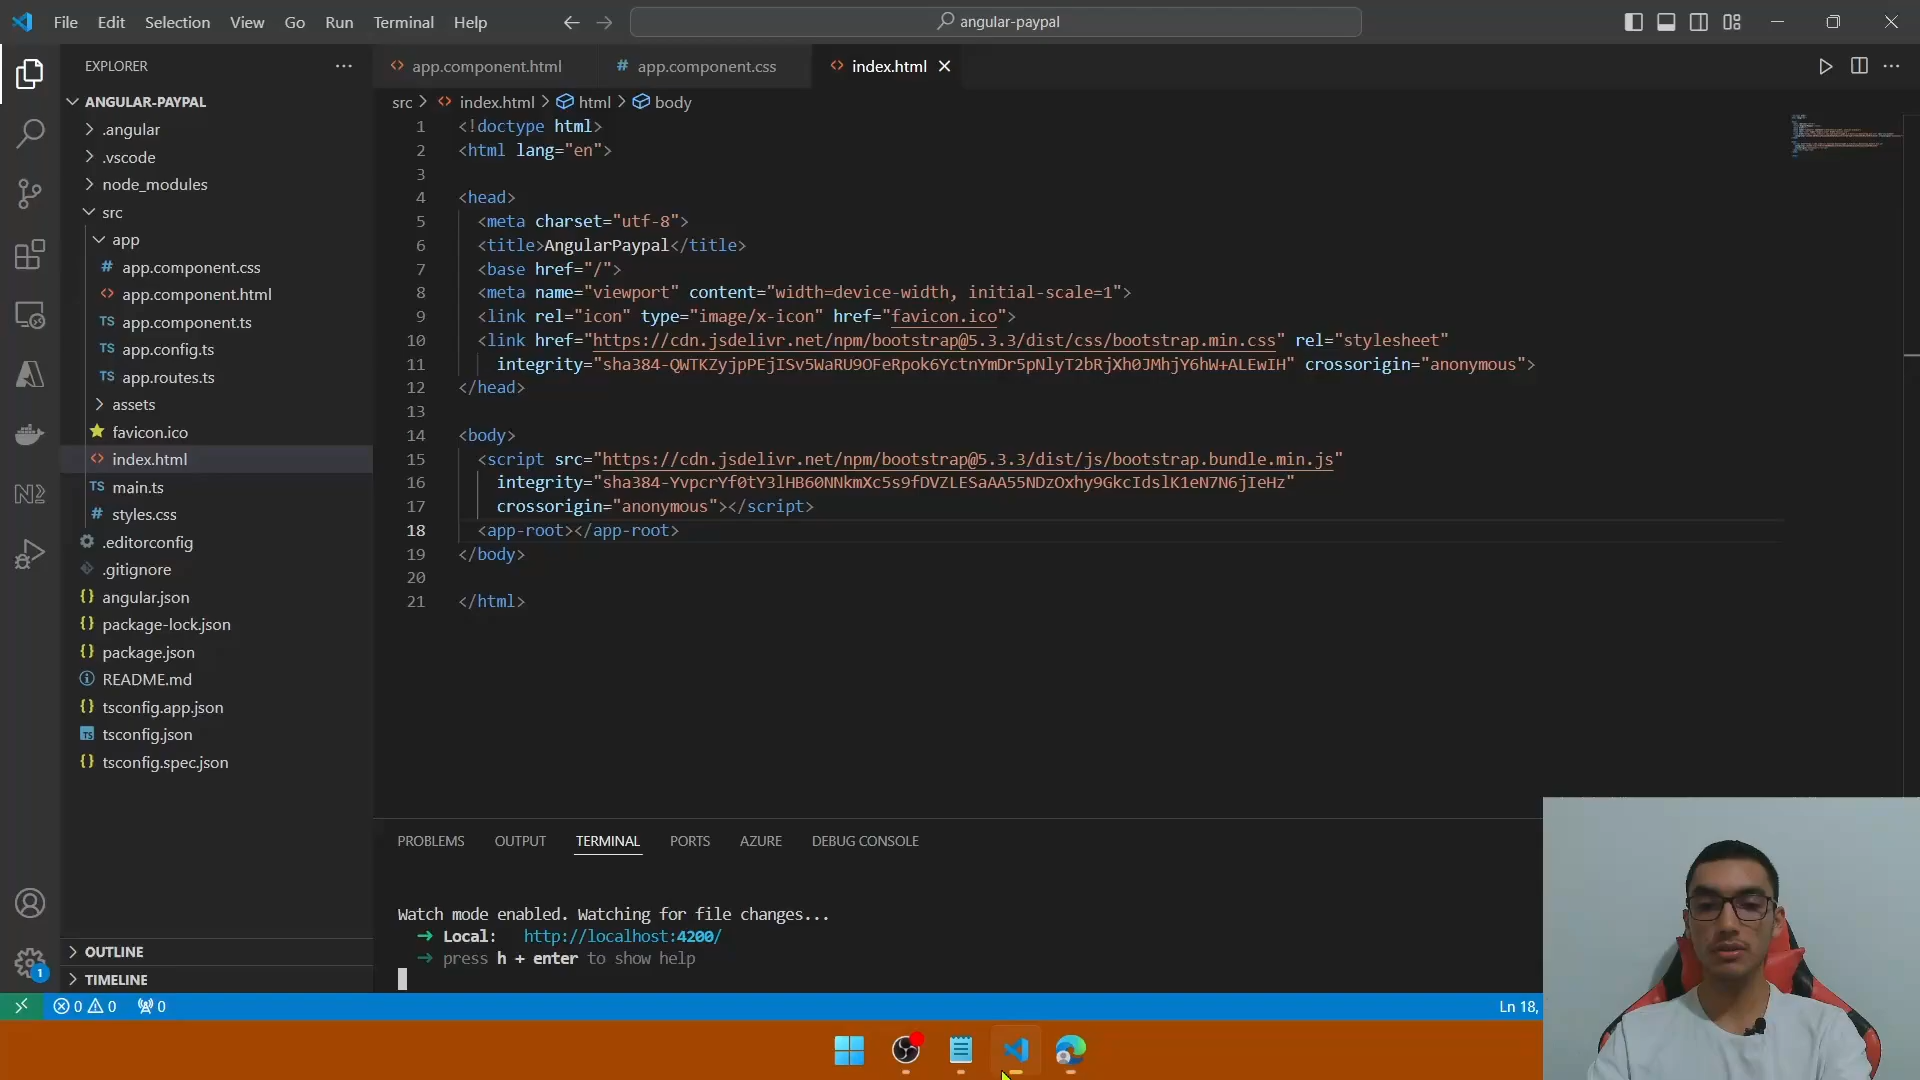 File Edit Selection View Go Run Terminal Help
angular-paypal
EXPLORER
ANGULAR-PAYPAL
.angular
.vscode
node_modules
src
app
app.component.css
app.component.html
app.component.ts
app.config.ts
app.routes.ts
assets
favicon.ico
index.html
main.ts
styles.css
.editorconfig
.gitignore
angular.json
package-lock.json
package.json
README.md
tsconfig.app.json
tsconfig.json
tsconfig.spec.json
OUTLINE
TIMELINE
app.component.html app.component.css index.html
src > index.html > html > body
1 <!doctype html>
2 <html lang="en">
3
4 <head>
5 <meta charset="utf-8">
6 <title>AngularPaypal</title>
7 <base href="/">
8 <meta name="viewport" content="width=device-width, initial-scale=1">
9 <link rel="icon" type="image/x-icon" href="favicon.ico">
10 <link href="https://cdn.jsdelivr.net/npm/bootstrap@5.3.3/dist/css/bootstrap.min.css" rel="stylesheet"
11 integrity="sha384-QWTKZyjpPEjISv5WaRU9OFeRpok6YctnYmDr5pNlyT2bRjXh0JMhjY6hW+ALEwIH" crossorigin="anonymous">
12 </head>
13
14 <body>
15 <script src="https://cdn.jsdelivr.net/npm/bootstrap@5.3.3/dist/js/bootstrap.bundle.min.js"
16 integrity="sha384-YvpcrYf0tY3lHB60NNkmXc5s9fDVZLESaAA55NDzOxhy9GkcIdslK1eN7N6jIeHz"
17 crossorigin="anonymous"></script>
18 <app-root></app-root>
19 </body>
20
21 </html>
PROBLEMS OUTPUT TERMINAL PORTS AZURE DEBUG CONSOLE
Watch mode enabled. Watching for file changes...
➜ Local: http://localhost:4200/
➜ press h + enter to show help
1
0 0 0
Ln 18,